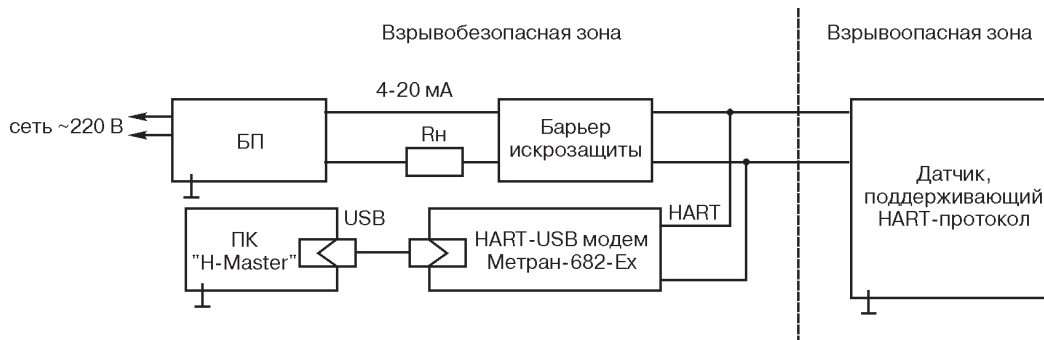 Взрывобезопасная зона
Взрывоопасная зона
4-20 мА
сеть ~220 В
БП
Rн
Барьер
искрозащиты
Датчик,
поддерживающий
HART-протокол
USB
HART
ПК
"H-Master"
HART-USB модем
Метран-682-Ex